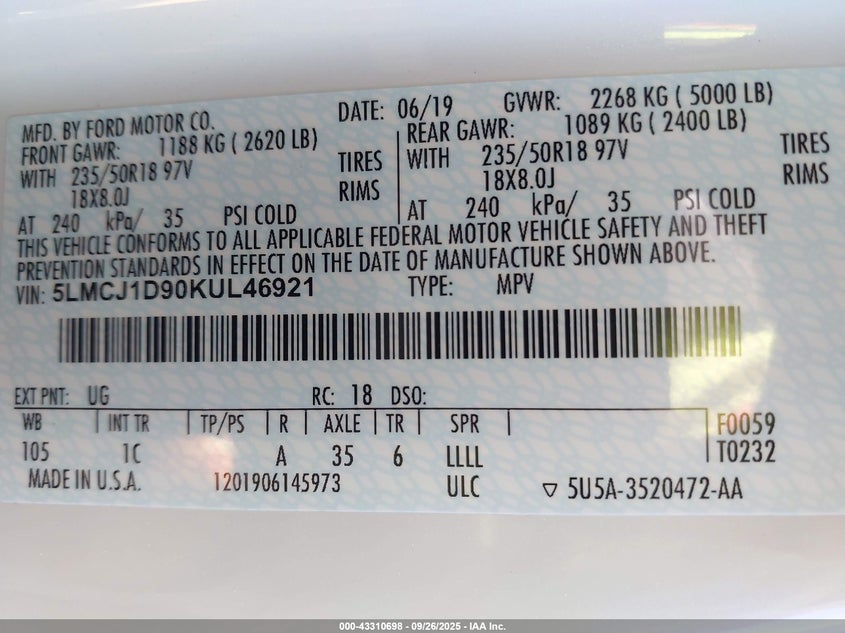 MFD. BY FORD MOTOR CO. DATE: 06/19 GVWR: 2268 KG ( 5000 LB)
FRONT GAWR: 1188 KG ( 2620 LB) REAR GAWR: 1089 KG ( 2400 LB)
WITH 235/50R18 97V TIRES WITH 235/50R18 97V TIRES
18X8.0J RIMS 18X8.0J RIMS
AT 240 kPa/ 35 PSI COLD AT 240 kPa/ 35 PSI COLD
THIS VEHICLE CONFORMS TO ALL APPLICABLE FEDERAL MOTOR VEHICLE SAFETY AND THEFT
PREVENTION STANDARDS IN EFFECT ON THE DATE OF MANUFACTURE SHOWN ABOVE.
VIN: 5LMCJ1D90KUL46921 TYPE: MPV
EXT PNT: UG RC: 18 DSO:
WB INT TR TP/PS R AXLE TR SPR F0059
105 1C A 35 6 LLLL T0232
MADE IN U.S.A. 1201906145973 ULC ▽ 5U5A-3520472-AA
000-43310698 - 09/26/2025 - IAA Inc.